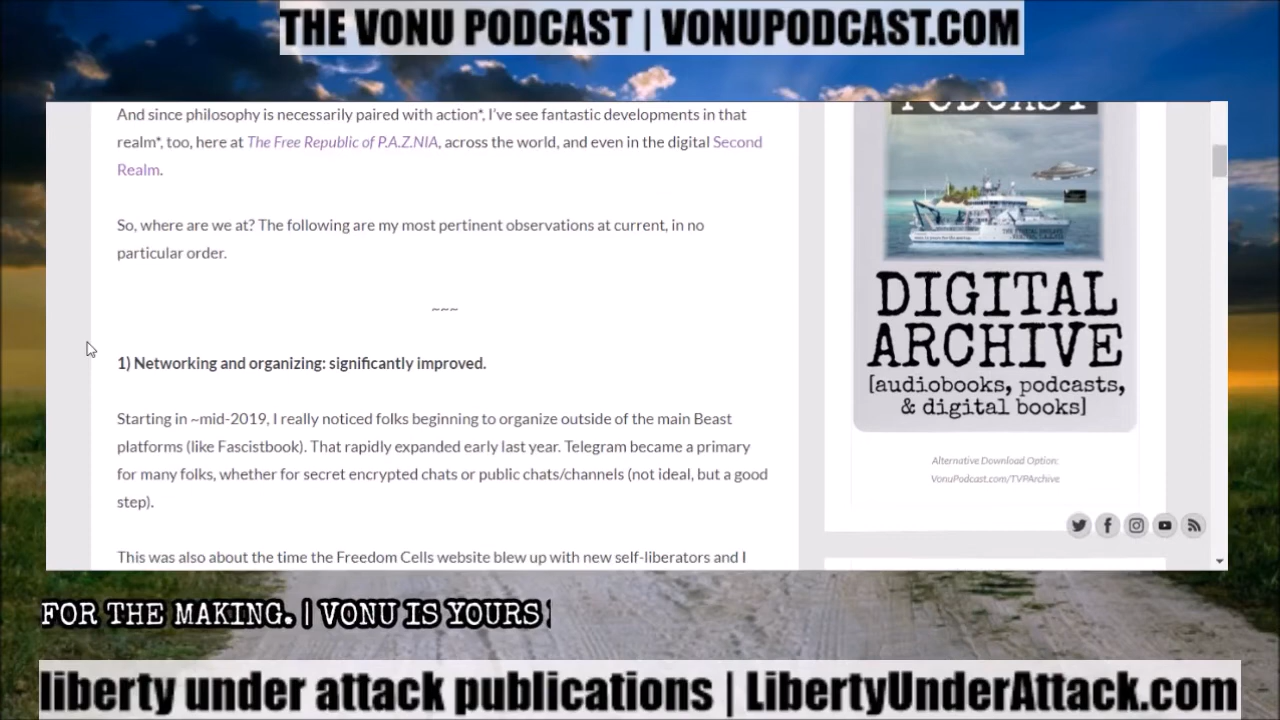 THE VONU PODCAST | VONUPODCAST.COM
And since philosophy is necessarily paired with action*, I've see fantastic developments in that
realm*, too, here at The Free Republic of P.A.Z.NIA, across the world, and even in the digital Second
Realm.
So, where are we at? The following are my most pertinent observations at current, in no
particular order.
~~~
1) Networking and organizing: significantly improved.
Starting in ~mid-2019, I really noticed folks beginning to organize outside of the main Beast
platforms (like Fascistbook). That rapidly expanded early last year. Telegram became a primary
for many folks, whether for secret encrypted chats or public chats/channels (not ideal, but a good
step).
This was also about the time the Freedom Cells website blew up with new self-liberators and I
PODCAST
DIGITAL
ARCHIVE
[audiobooks, podcasts,
& digital books]
Alternative Download Option:
VonuPodcast.com/TVPArchive
FOR THE MAKING. | VONU IS YOURS
liberty under attack publications | LibertyUnderAttack.com